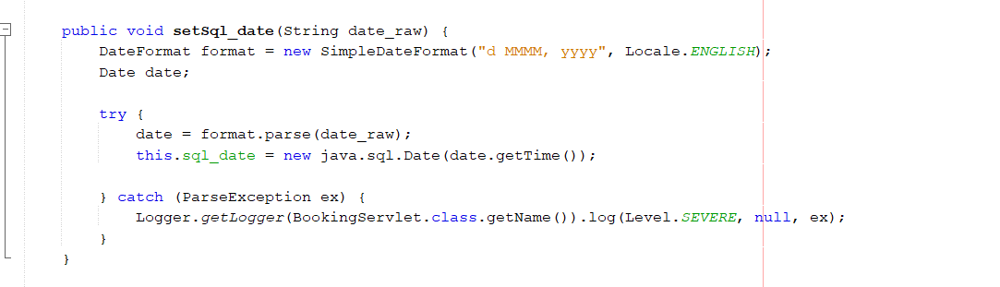 public void setSql_date(String date_raw) {
DateFormat format = new SimpleDateFormat("d MMMM, yyyy", Locale.ENGLISH);
Date date;
try {
date = format.parse(date_raw);
this.sql_date = new java.sql.Date(date.getTime());
} catch (ParseException ex) {
Logger.getLogger(BookingServlet.class.getName()).log(Level.SEVERE, null, ex);
}
}